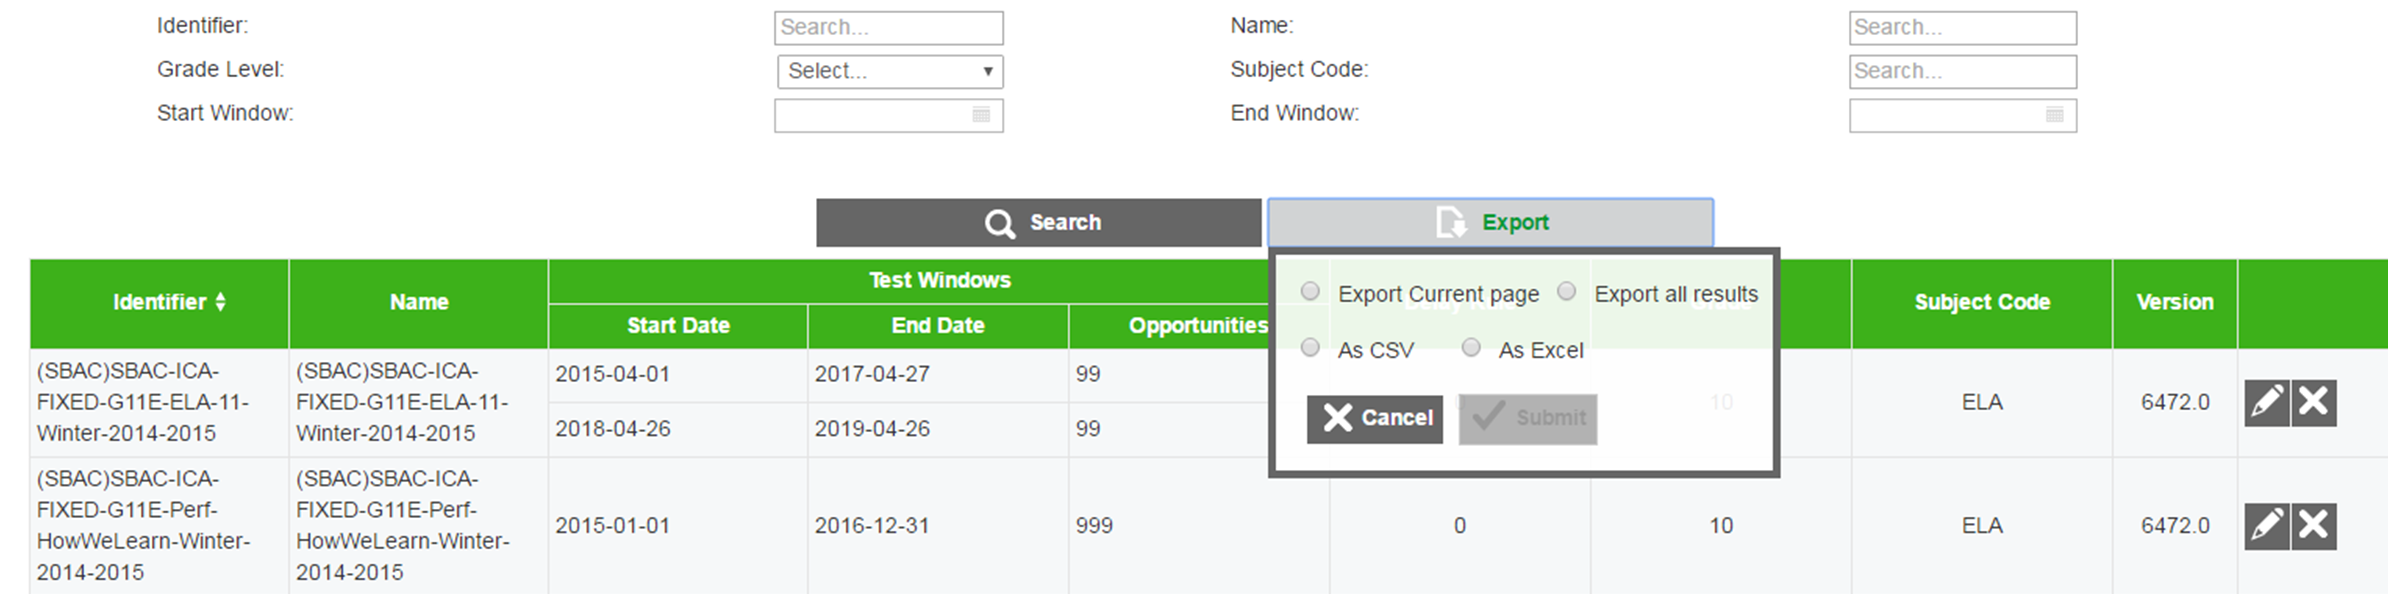 Identifier: Search... Name: Search...
Grade Level: Select... Subject Code: Search...
Start Window: End Window:
Search Export
Identifier Name Test Windows Subject Code Version
Start Date End Date Opportunities
Export Current page Export all results
As CSV As Excel
Cancel Submit
(SBAC)SBAC-ICA-
FIXED-G11E-ELA-11-
Winter-2014-2015
(SBAC)SBAC-ICA-
FIXED-G11E-ELA-11-
Winter-2014-2015
2015-04-01 2017-04-27 99
2018-04-26 2019-04-26 99
0 10 ELA 6472.0
(SBAC)SBAC-ICA-
FIXED-G11E-Perf-
HowWeLearn-Winter-
2014-2015
(SBAC)SBAC-ICA-
FIXED-G11E-Perf-
HowWeLearn-Winter-
2014-2015
2015-01-01 2016-12-31 999 0 10 ELA 6472.0